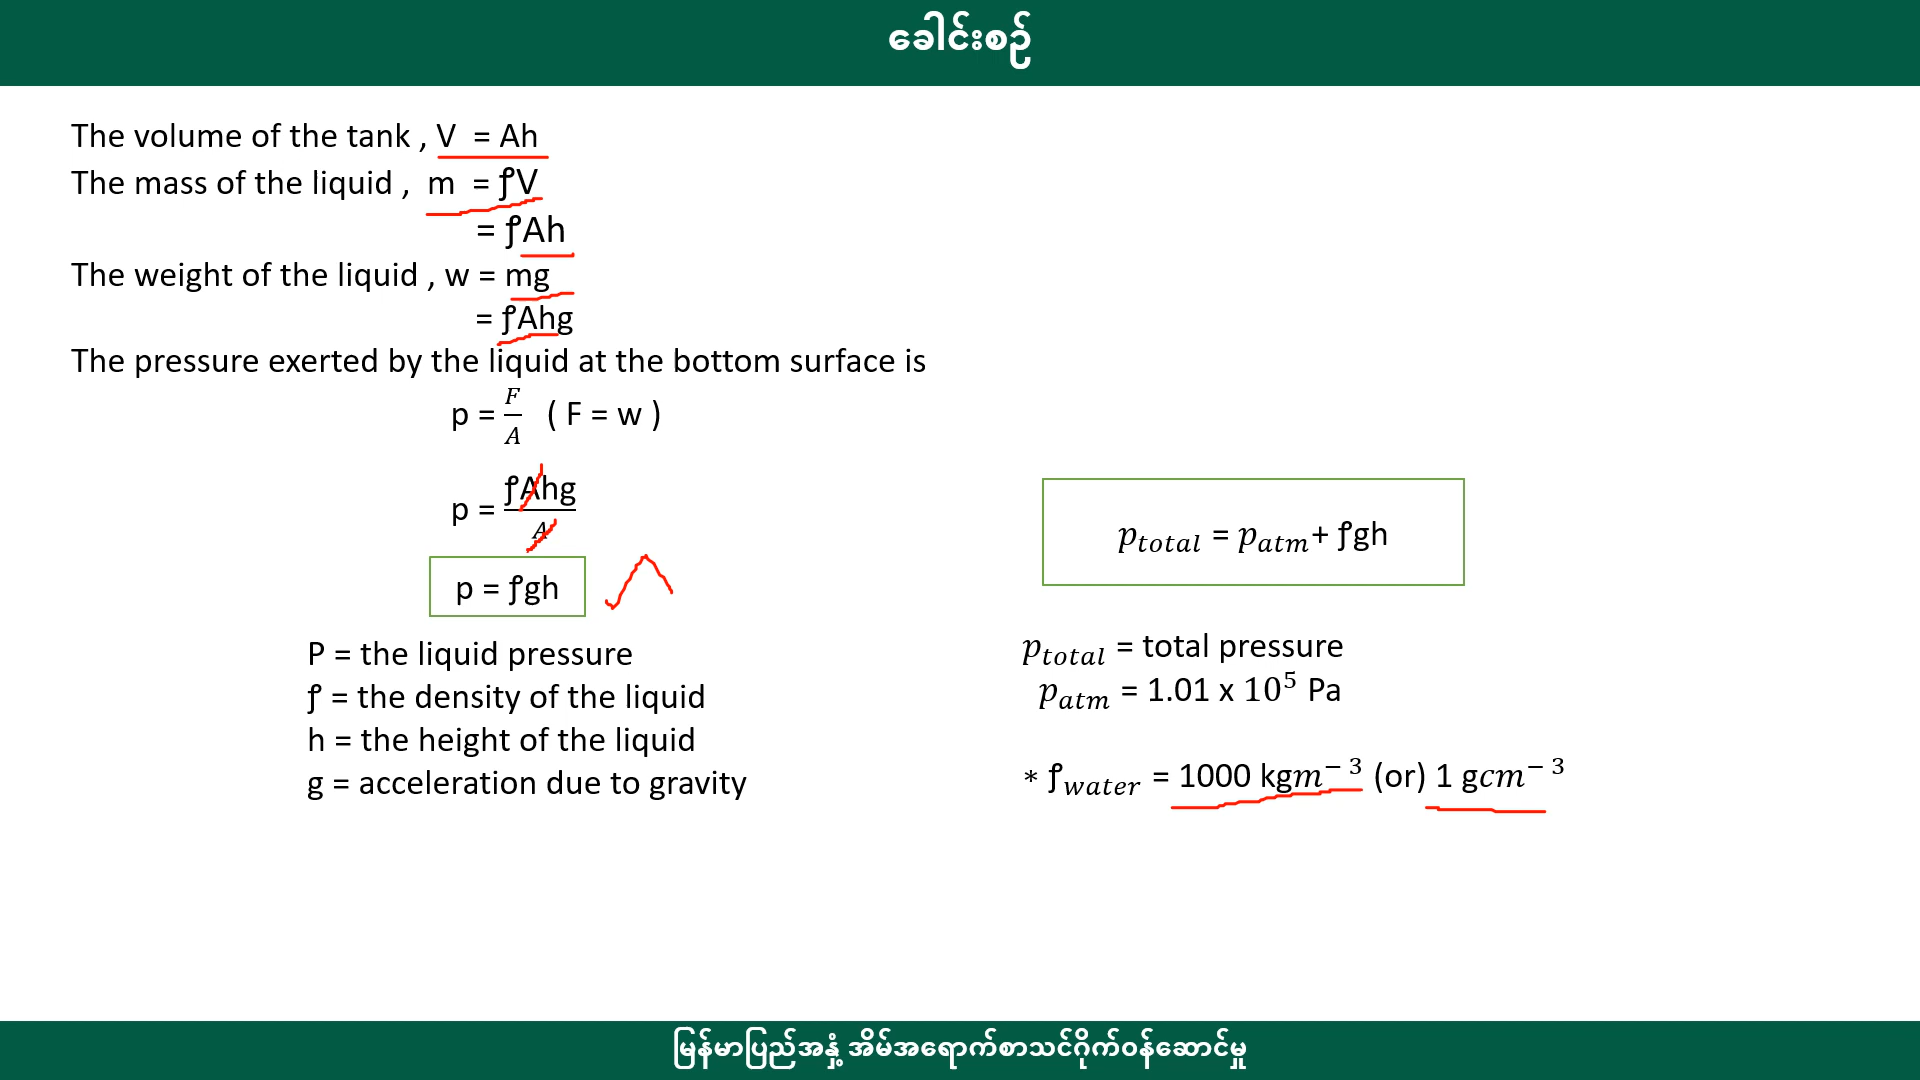 ခေါင်းစဉ်
The volume of the tank , V = Ah
The mass of the liquid , m = ƒV
= ƒAh
The weight of the liquid , w = mg
= ƒAhg
The pressure exerted by the liquid at the bottom surface is
p = F/A ( F = w )
p = ƒAhg/A
p = ƒgh
P = the liquid pressure
ƒ = the density of the liquid
h = the height of the liquid
g = acceleration due to gravity
p_total = p_atm + ƒgh
p_total = total pressure
p_atm = 1.01 x 10⁵ Pa
* ƒ_water = 1000 kgm⁻³ (or) 1 gcm⁻³
မြန်မာပြည်အနှံ့ အိမ်အရောက်စာသင်ဂိုက်ဝန်ဆောင်မှု